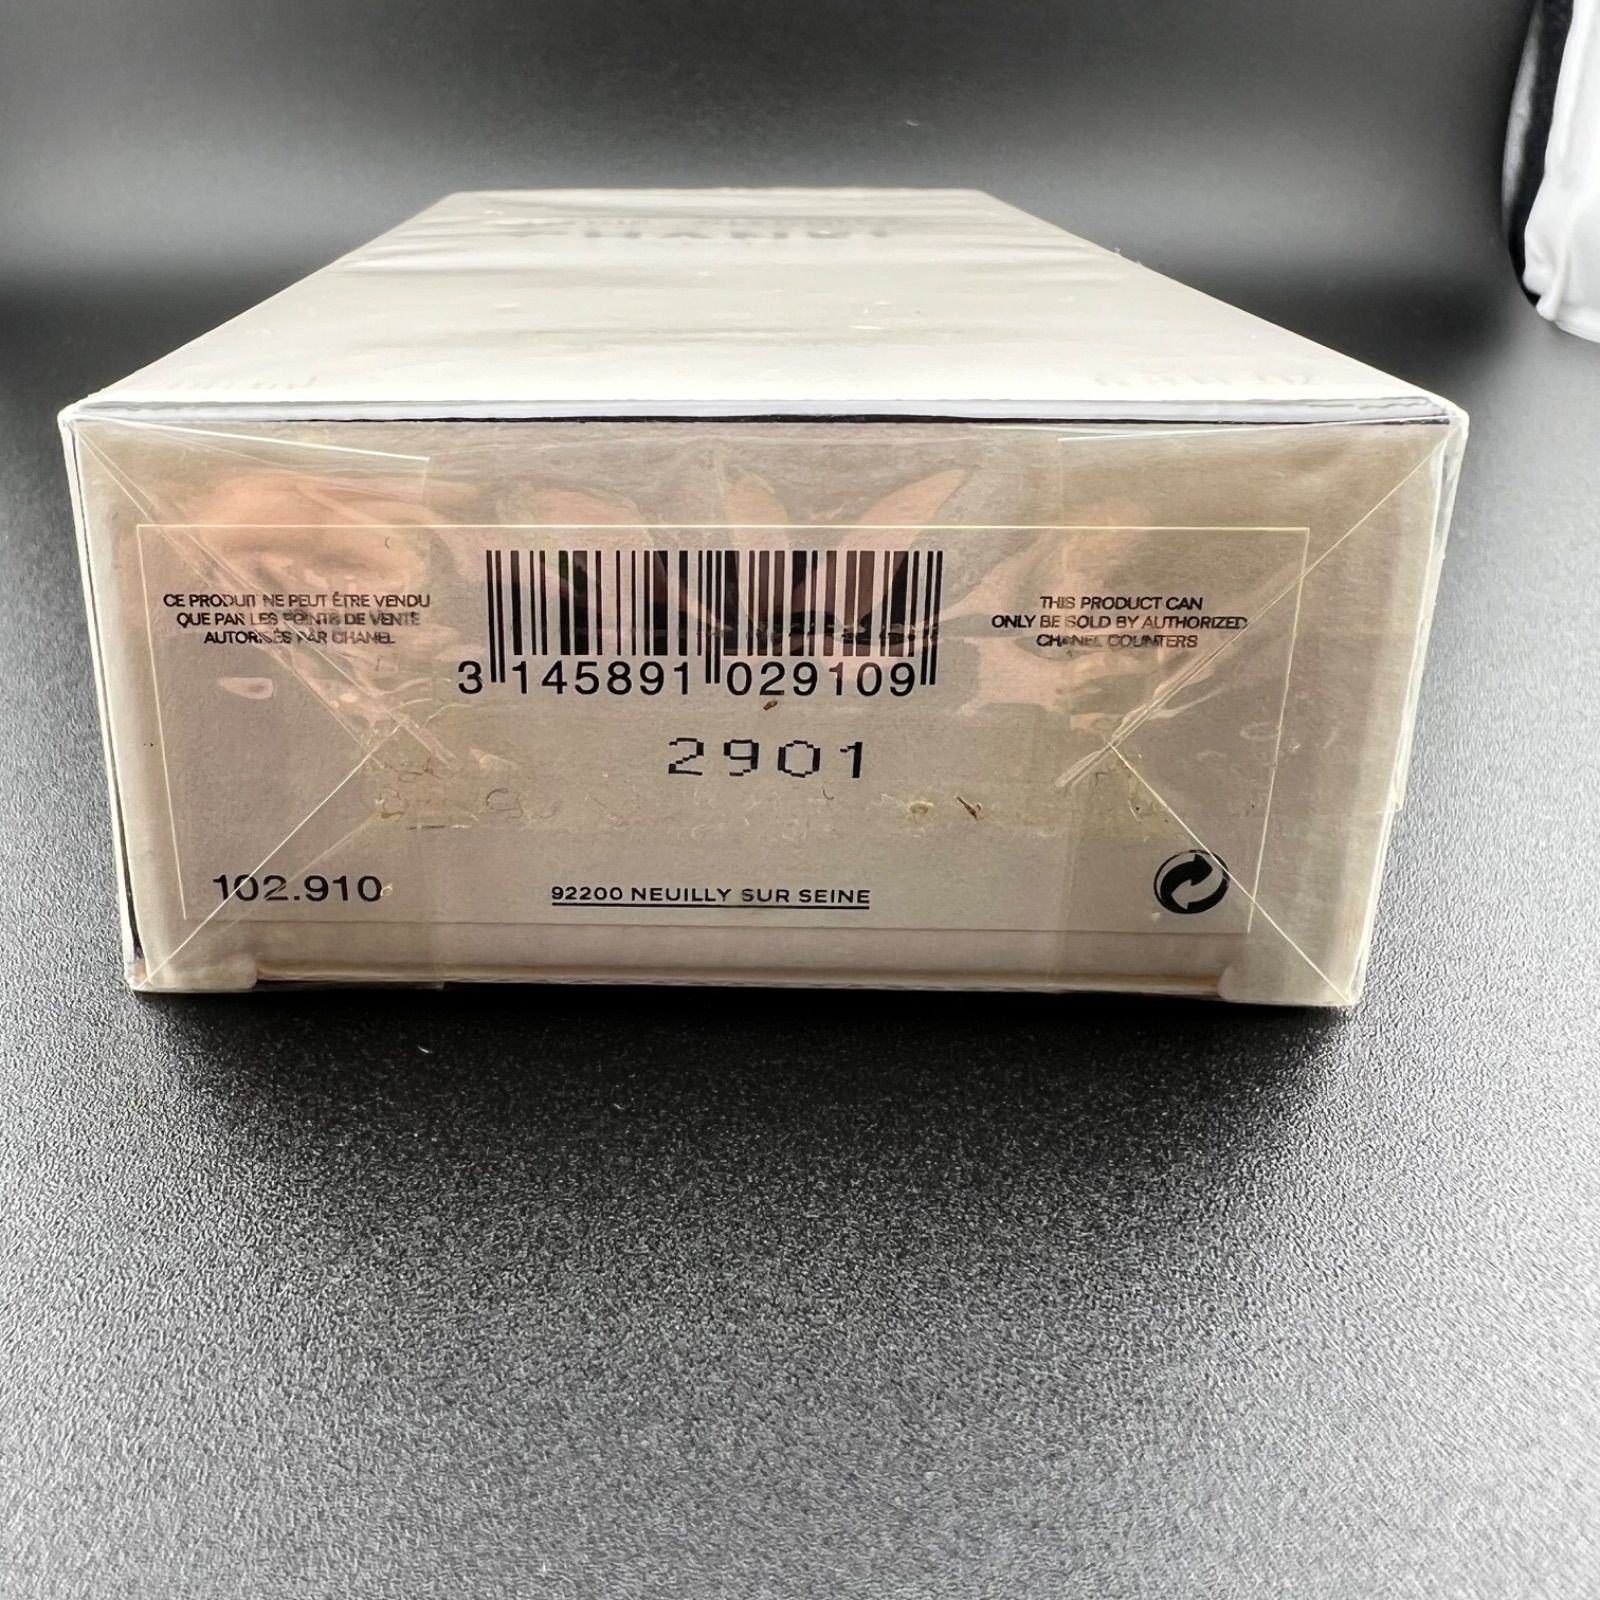 CHANEL
CE PRODUIT NE PEUT ÊTRE VENDU
QUE PAR LES POINTS DE VENTE
AUTORISÉS PAR CHANEL
THIS PRODUCT CAN
ONLY BE SOLD BY AUTHORIZED
CHANEL COUNTERS
3 145891 029109
2901
102.910
92200 NEUILLY SUR SEINE